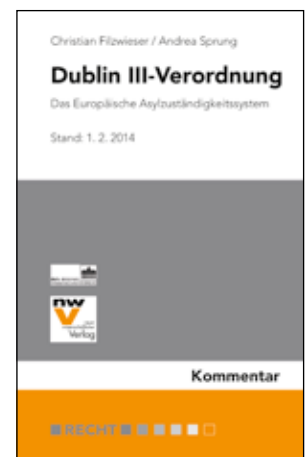 Christian Filzwieser / Andrea Sprung
Dublin III-Verordnung
Das Europäische Asylzuständigkeitssystem
Stand: 1. 2. 2014
nw
V
Verlag
Kommentar
RECHT